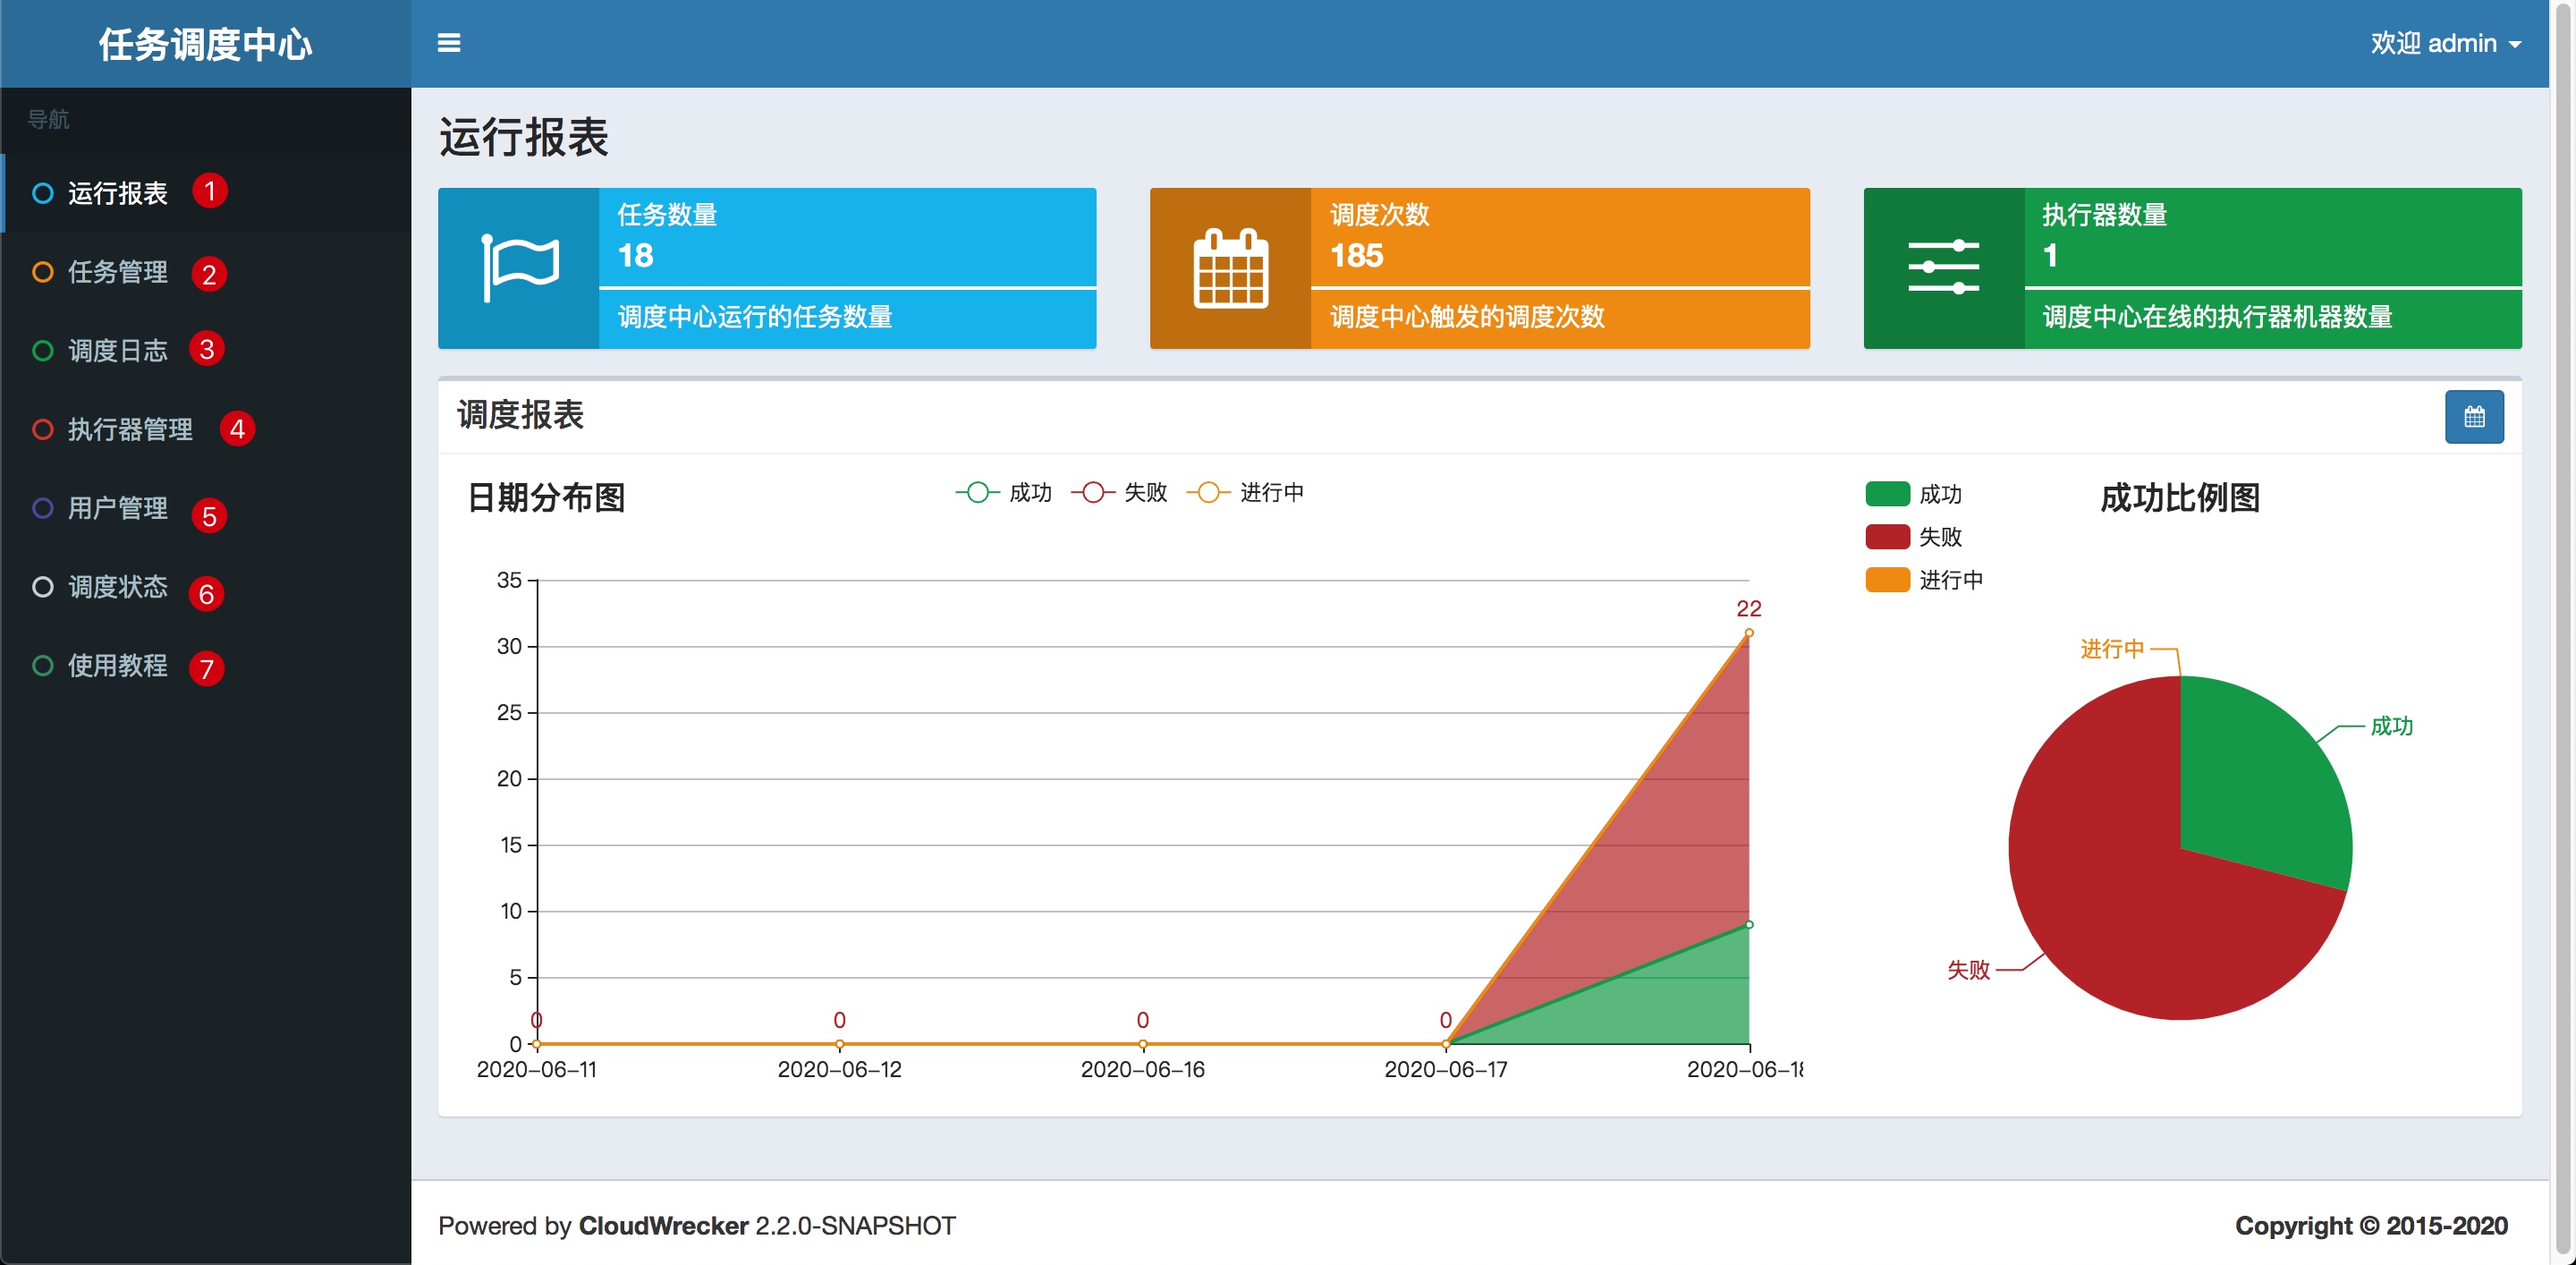 任务调度中心
欢迎 admin
导航
运行报表 1
任务管理 2
调度日志 3
执行器管理 4
用户管理 5
调度状态 6
使用教程 7
运行报表
任务数量
18
调度中心运行的任务数量
调度次数
185
调度中心触发的调度次数
执行器数量
1
调度中心在线的执行器机器数量
调度报表
日期分布图
成功 失败 进行中
35
30
25
20
15
10
5
0
22
0 0 0 0
2020-06-11 2020-06-12 2020-06-16 2020-06-17 2020-06-18
成功
失败
进行中
成功比例图
进行中
成功
失败
Powered by CloudWrecker 2.2.0-SNAPSHOT
Copyright © 2015-2020